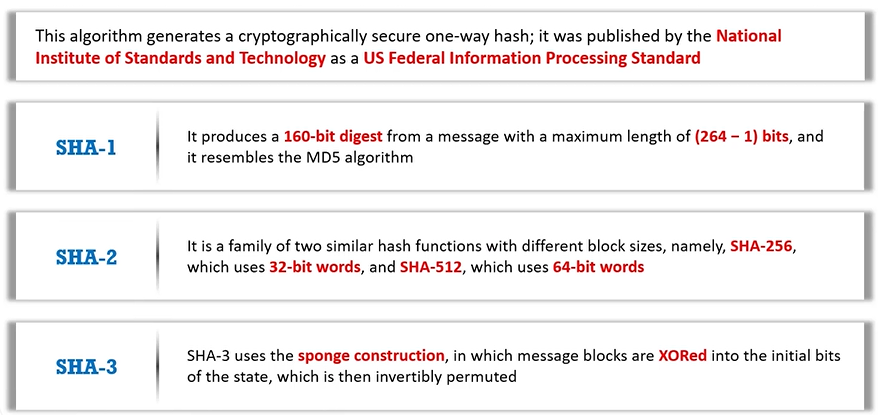 This algorithm generates a cryptographically secure one-way hash; it was published by the National
Institute of Standards and Technology as a US Federal Information Processing Standard
SHA-1
It produces a 160-bit digest from a message with a maximum length of (264 – 1) bits, and
it resembles the MD5 algorithm
SHA-2
It is a family of two similar hash functions with different block sizes, namely, SHA-256,
which uses 32-bit words, and SHA-512, which uses 64-bit words
SHA-3
SHA-3 uses the sponge construction, in which message blocks are XORed into the initial bits
of the state, which is then invertibly permuted